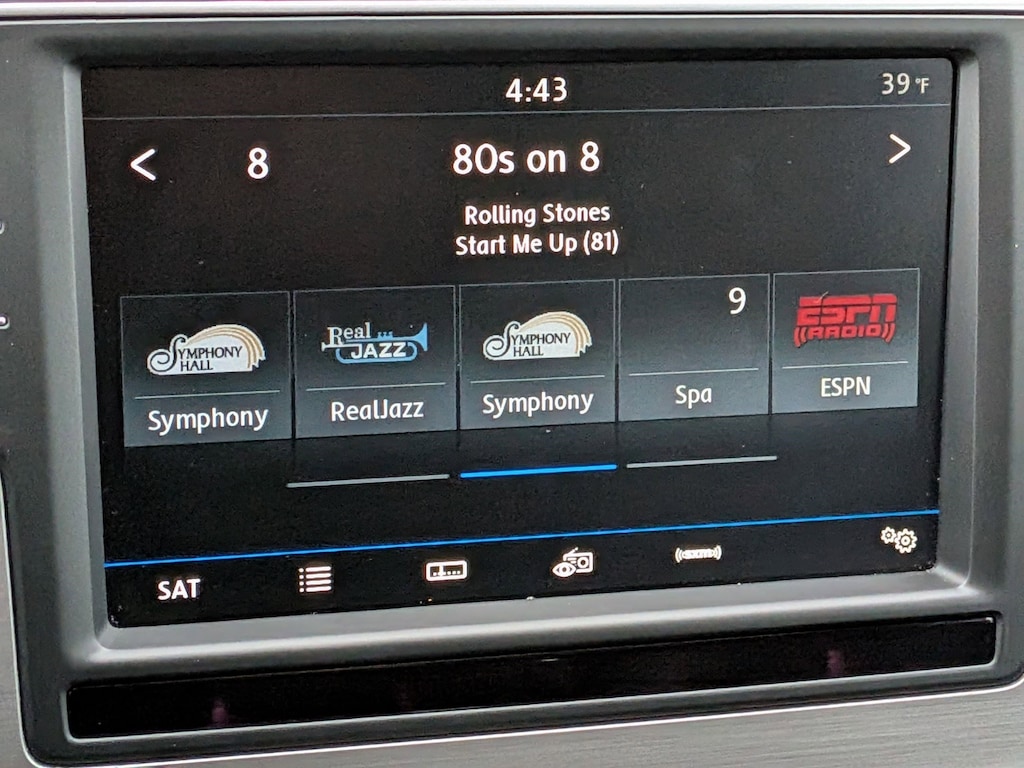 4:43
39 °F
< 8 80s on 8 >
Rolling Stones
Start Me Up (81)
SYMPHONY HALL
Symphony
Real JAZZ
RealJazz
SYMPHONY HALL
Symphony
9
Spa
ESPN
((RADIO))
ESPN
SAT
((SXM))